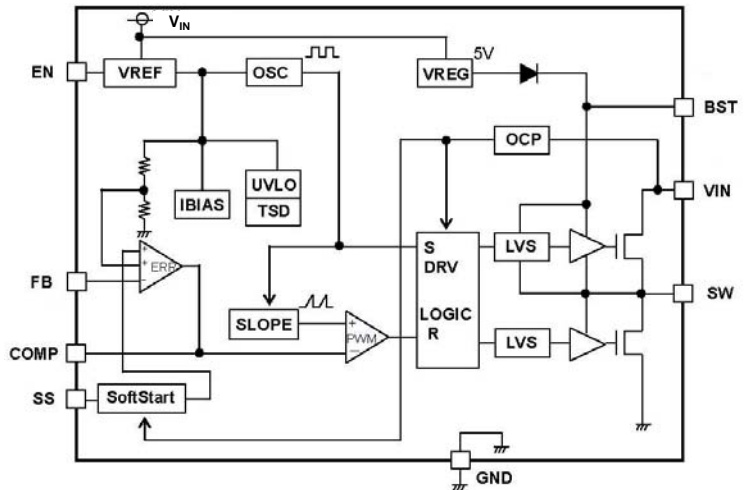 VIN
EN
VREF
OSC
VREG
5V
BST
OCP
VIN
IBIAS
UVLO
TSD
S
DRV
LOGIC
R
LVS
LVS
SW
FB
+
+
-
ERR
SLOPE
+
-
PWM
COMP
SS
SoftStart
GND